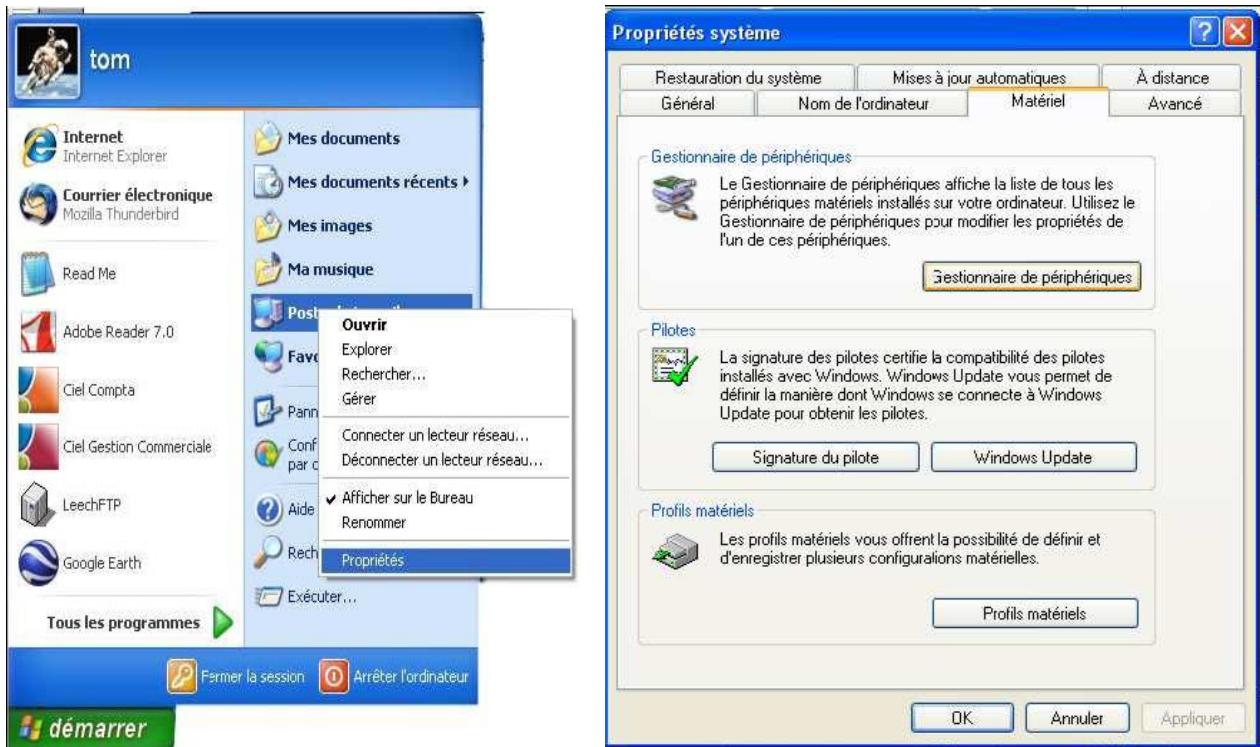 tom
Internet
Internet Explorer
Courrier électronique
Mozilla Thunderbird
Read Me
Adobe Reader 7.0
Ciel Compta
Ciel Gestion Commerciale
LeechFTP
Google Earth
Tous les programmes
Mes documents
Mes documents récents
Mes images
Ma musique
Ouvrir
Explorer
Rechercher...
Gérer
Connecter un lecteur réseau...
Déconnecter un lecteur réseau...
Afficher sur le Bureau
Renommer
Propriétés
Aide
Exécuter...
Fermer la session
Arrêter l'ordinateur
démarrer
Propriétés système
Restauration du système
Mises à jour automatiques
À distance
Général
Nom de l'ordinateur
Matériel
Avancé
Gestionnaire de périphériques
Le Gestionnaire de périphériques affiche la liste de tous les
périphériques matériels installés sur votre ordinateur. Utilisez le
Gestionnaire de périphériques pour modifier les propriétés de
l'un de ces périphériques.
Gestionnaire de périphériques
Pilotes
La signature des pilotes certifie la compatibilité des pilotes
installés avec Windows. Windows Update vous permet de
définir la manière dont Windows se connecte à Windows
Update pour obtenir les pilotes.
Signature du pilote
Windows Update
Profils matériels
Les profils matériels vous offrent la possibilité de définir et
d'enregistrer plusieurs configurations matérielles.
Profils matériels
OK
Annuler
Appliquer